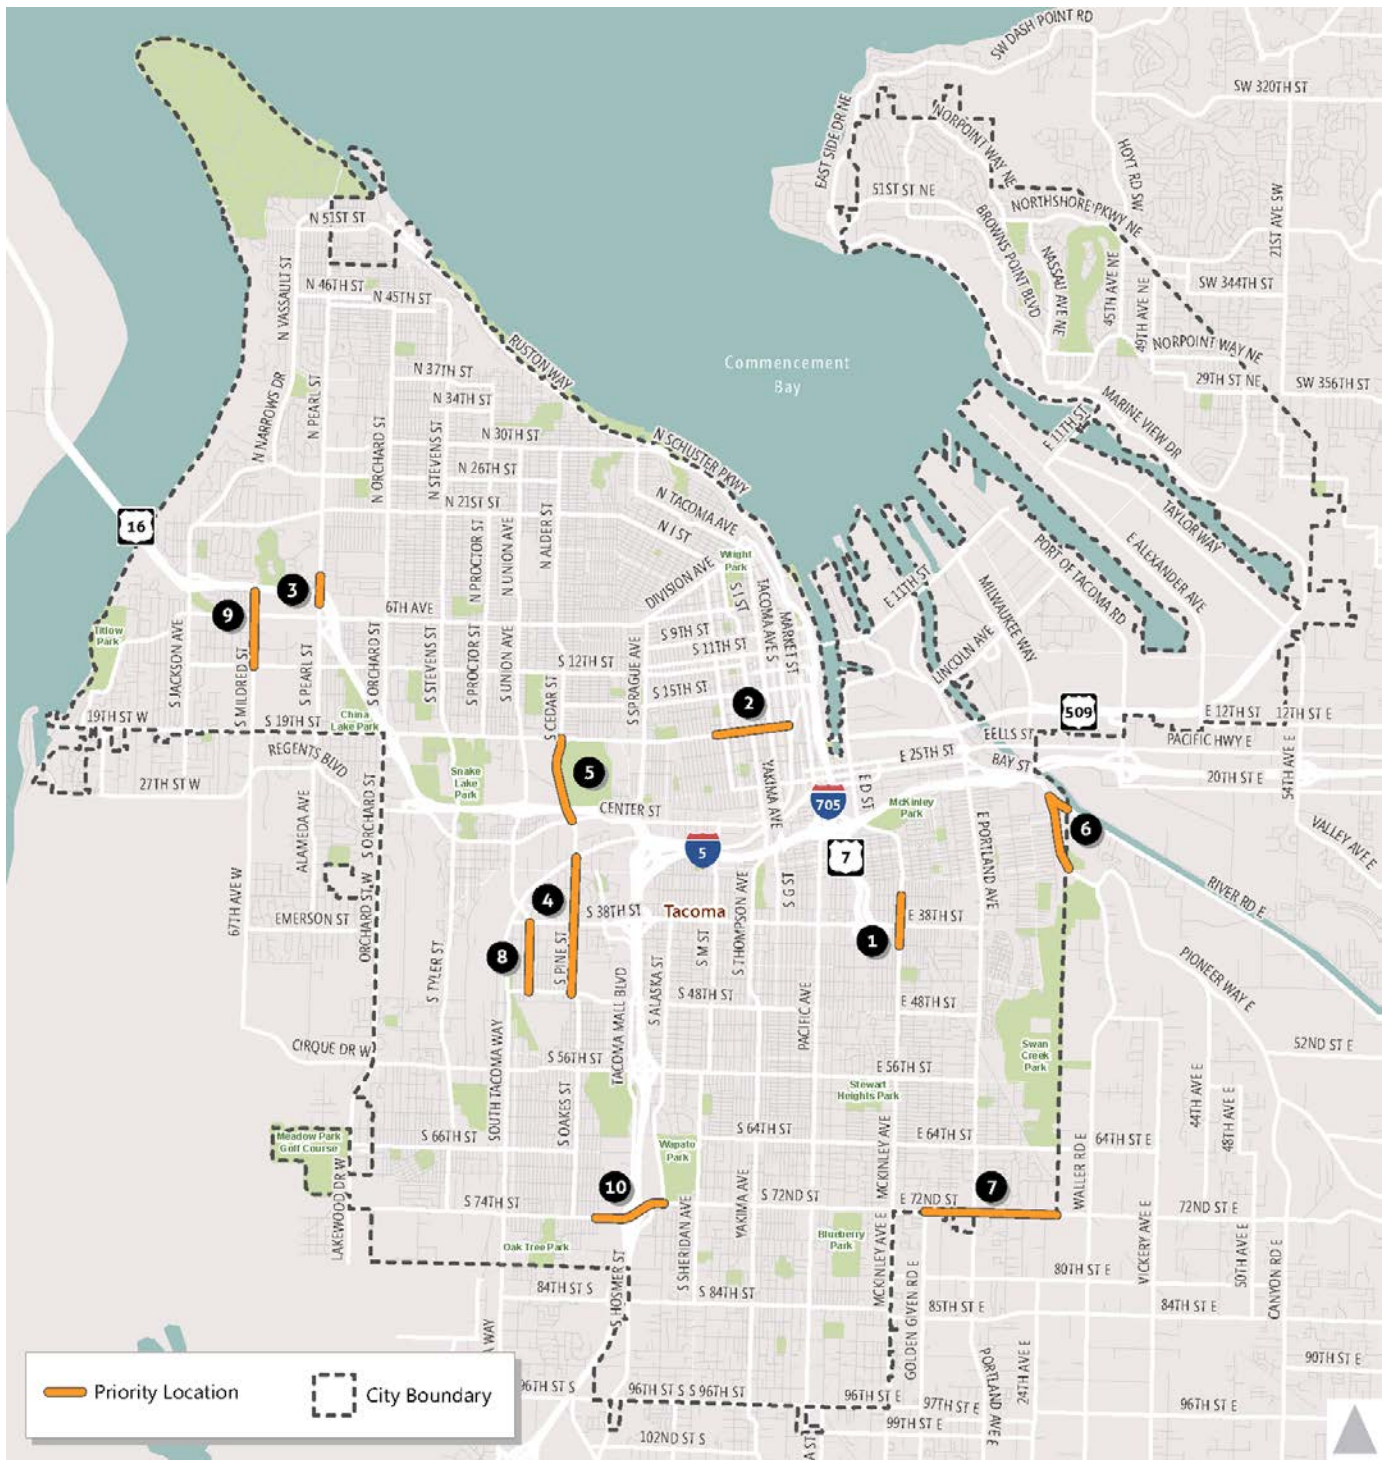 SW DASH POINT RD
SW 320TH ST
EAST SIDE DR NE
NORPOINT WAY NE
HOYT RD SW
51ST ST NE
NORTHSHORE PKWY NE
21ST AVE SW
BROWNS POINT BLVD
NASSAU AVE NE
45TH AVE NE
49TH AVE NE
SW 344TH ST
NORPOINT WAY NE
29TH ST NE
SW 356TH ST
MARINE VIEW DR
E 11TH ST
TAYLOR WAY
E ALEXANDER AVE
PORT OF TACOMA RD
MILWAUKEE WAY
E 11TH ST
LINCOLN AVE
Commencement
Bay
N 51ST ST
N VASSAULT ST
N 46TH ST
N 45TH ST
RUSTON WAY
N 37TH ST
N 34TH ST
N NARROWS DR
N PEARL ST
N ORCHARD ST
N STEVENS ST
N 30TH ST
N 26TH ST
N 21ST ST
N SCHUSTER PKWY
N TACOMA AVE
N I ST
N PROCTOR ST
N UNION AVE
N ALDER ST
DIVISION AVE
Wright
Park
S I ST
TACOMA AVE S
MARKET ST
16
3
9
6TH AVE
Titlow
Park
S JACKSON AVE
S MILDRED ST
S PEARL ST
S ORCHARD ST
S STEVENS ST
S PROCTOR ST
S UNION AVE
S 9TH ST
S 11TH ST
S 12TH ST
S CEDAR ST
S SPRAGUE AVE
S 15TH ST
2
19TH ST W
S 19TH ST
China
Lake Park
REGENTS BLVD
27TH ST W
Snake
Lake
Park
5
CENTER ST
YAKIMA AVE
509
E 12TH ST
12TH ST E
EELLS ST
PACIFIC HWY E
E 25TH ST
BAY ST
20TH ST E
54TH AVE E
VALLEY AVE E
705
E D ST
McKinley
Park
E PORTLAND AVE
6
5
7
RIVER RD E
ALAMEDA AVE
S ORCHARD ST
ORCHARD ST W
67TH AVE W
EMERSON ST
4
S 38TH ST
Tacoma
S G ST
S THOMPSON AVE
S M ST
E 38TH ST
1
8
S PINE ST
S TYLER ST
TACOMA MALL BLVD
S ALASKA ST
S 48TH ST
PACIFIC AVE
E 48TH ST
PIONEER WAY E
CIRQUE DR W
SOUTH TACOMA WAY
S 56TH ST
E 56TH ST
Swan
Creek
Park
52ND ST E
44TH AVE E
48TH AVE E
Stewart
Heights Park
S OAKES ST
Meadow Park
Golf Course
S 66TH ST
Wapato
Park
S 64TH ST
E 64TH ST
64TH ST E
MCKINLEY AVE
WALLER RD E
10
7
LAKEWOOD DR W
S 74TH ST
S 72ND ST
E 72ND ST
72ND ST E
YAKIMA AVE
S SHERIDAN AVE
Oak Tree Park
Blueberry
Park
MCKINLEY AVE E
GOLDEN GIVEN RD E
VICKERY AVE E
50TH AVE E
CANYON RD E
80TH ST E
S HOSMER ST
84TH ST S
S 84TH ST
85TH ST E
84TH ST E
PORTLAND AVE E
24TH AVE E
90TH ST E
WAY
96TH ST S
96TH ST S
S 96TH ST
96TH ST E
97TH ST E
96TH ST E
99TH ST E
102ND ST S
A ST
Priority Location
City Boundary